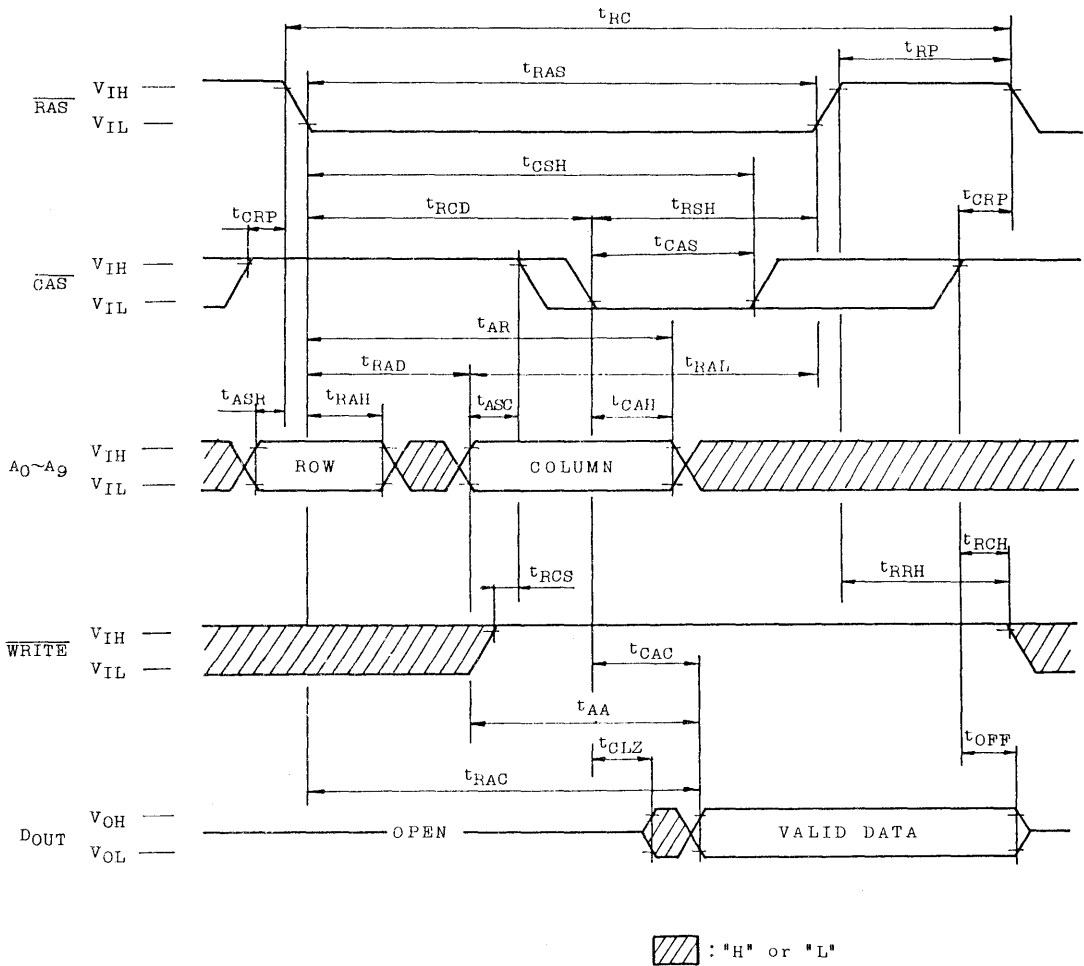 tRC
tRP
tRAS
RAS
VIH
VIL
tCSH
tCRP
tRCD
tRSH
tCRP
tCAS
CAS
VIH
VIL
tAR
tRAD
tRAL
tASR
tRAH
tASC
tCAH
A0~A9
VIH
VIL
ROW
COLUMN
tRCH
tRCS
tRRH
WRITE
VIH
VIL
tCAC
tAA
tCLZ
tOFF
tRAC
DOUT
VOH
VOL
OPEN
VALID DATA
: "H" or "L"